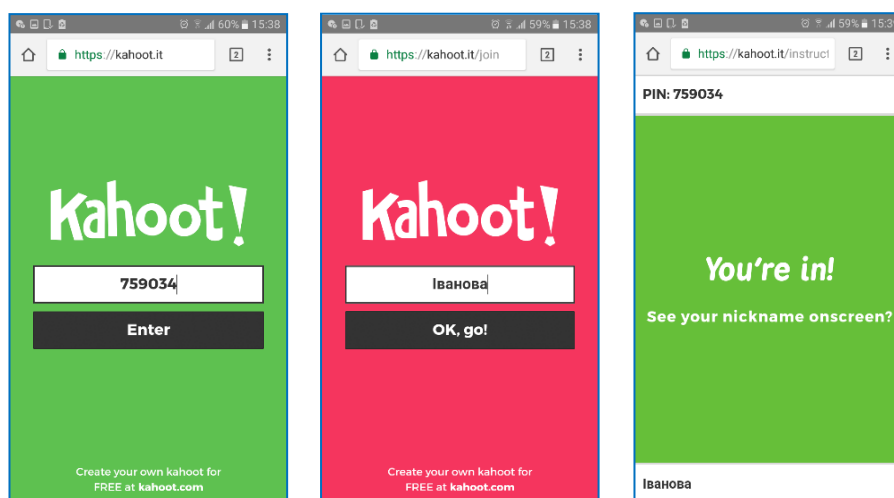 60% 15:38
https://kahoot.it
2
Kahoot!
759034
Enter
Create your own kahoot for
FREE at kahoot.com
59% 15:38
https://kahoot.it/join
2
Kahoot!
Іванова
OK, go!
Create your own kahoot for
FREE at kahoot.com
59% 15:39
https://kahoot.it/instruct
2
PIN: 759034
You're in!
See your nickname onscreen?
Іванова